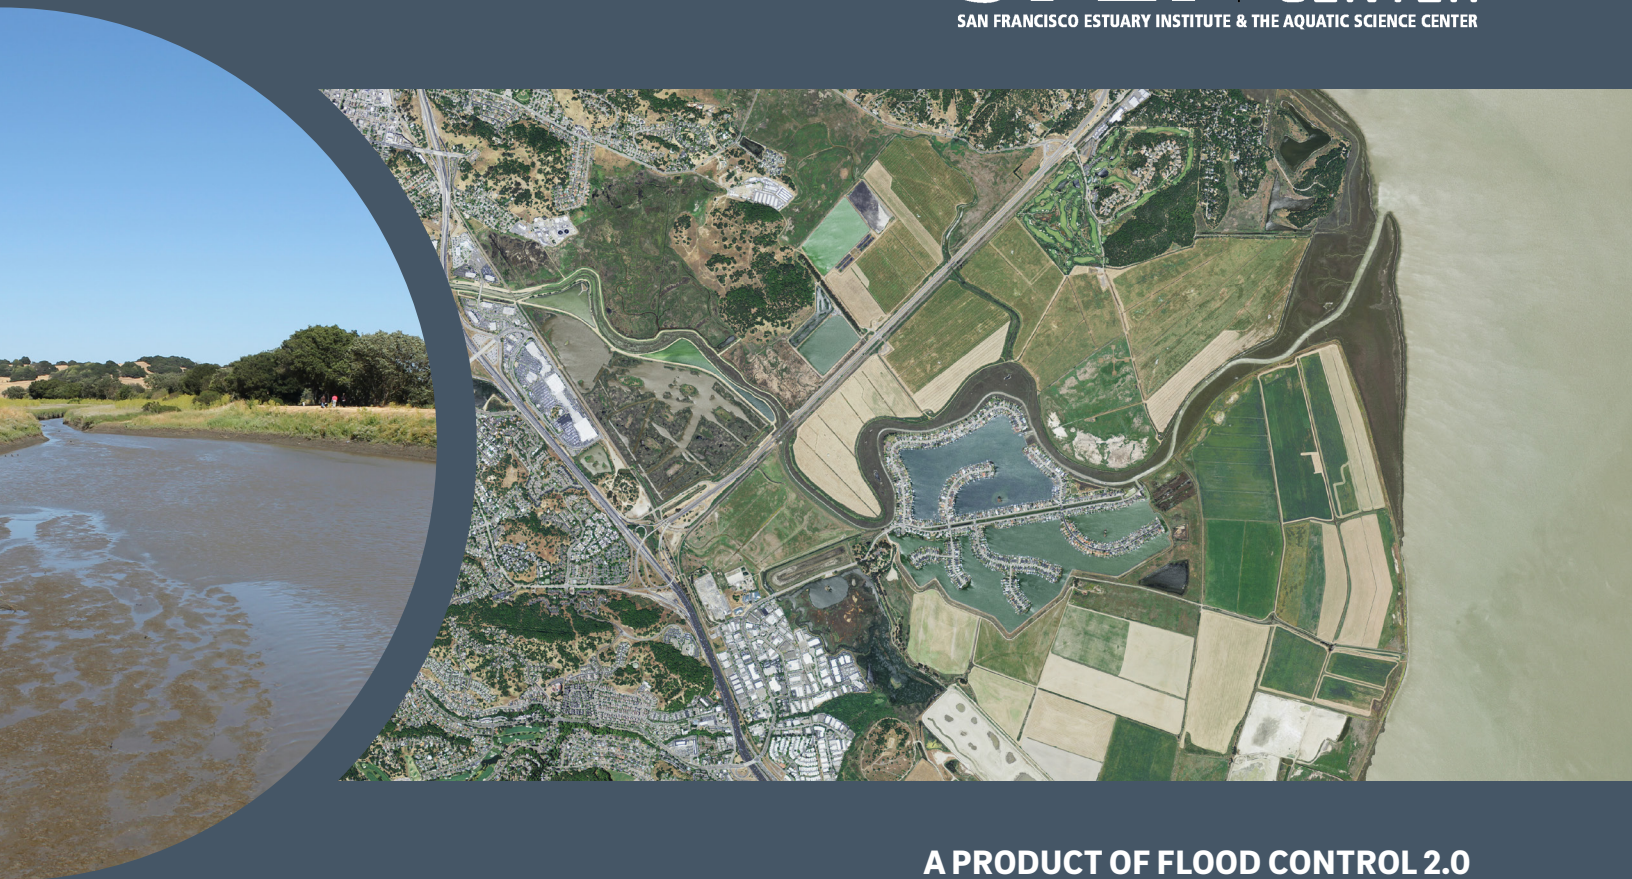 SAN FRANCISCO ESTUARY INSTITUTE & THE AQUATIC SCIENCE CENTER
A PRODUCT OF FLOOD CONTROL 2.0